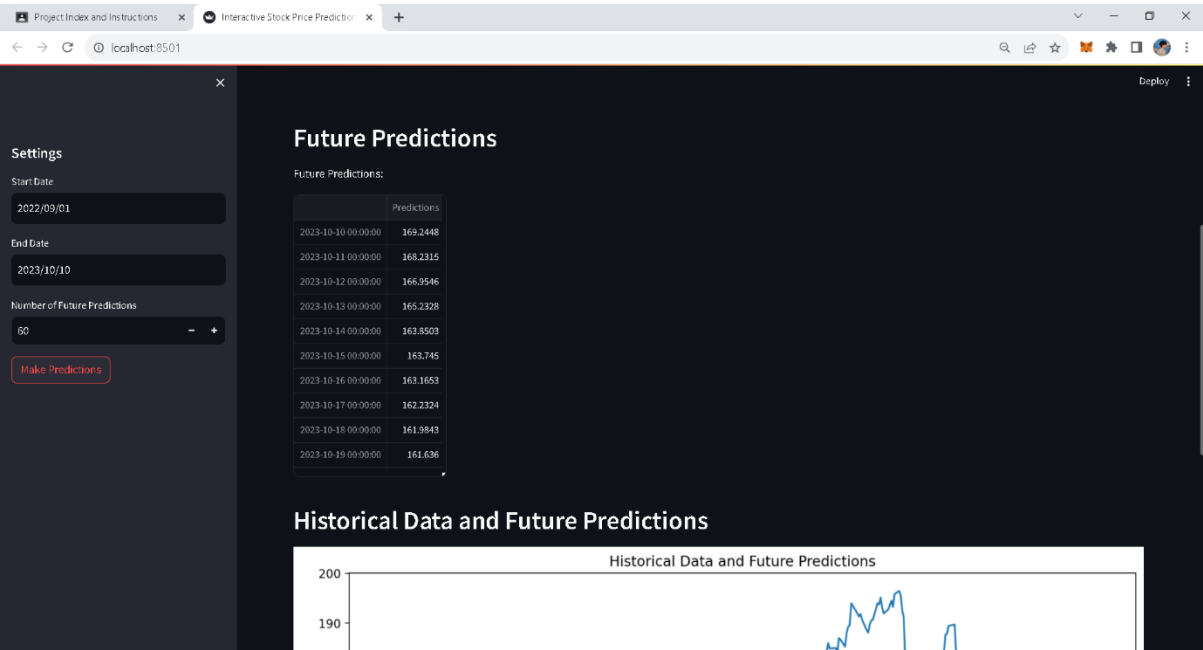 Project Index and Instructions
Interactive Stock Price Prediction
localhost:8501
Deploy
Settings
Start Date
2022/09/01
End Date
2023/10/10
Number of Future Predictions
60
Make Predictions
Future Predictions
Future Predictions:
Predictions
2023-10-10 00:00:00 169.2448
2023-10-11 00:00:00 168.2315
2023-10-12 00:00:00 166.9546
2023-10-13 00:00:00 165.2328
2023-10-14 00:00:00 163.8503
2023-10-15 00:00:00 163.745
2023-10-16 00:00:00 163.1653
2023-10-17 00:00:00 162.2324
2023-10-18 00:00:00 161.9843
2023-10-19 00:00:00 161.636
Historical Data and Future Predictions
Historical Data and Future Predictions
200
190